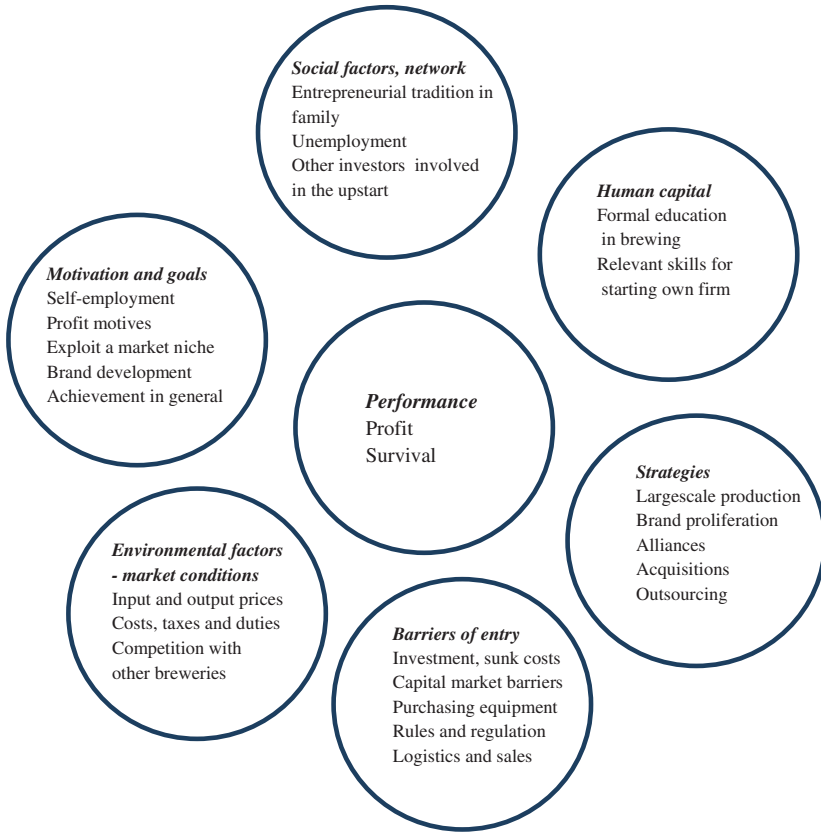 Social factors, network
Entrepreneurial tradition in
family
Unemployment
Other investors involved
in the upstart
Human capital
Formal education
in brewing
Relevant skills for
starting own firm
Motivation and goals
Self-employment
Profit motives
Exploit a market niche
Brand development
Achievement in general
Performance
Profit
Survival
Strategies
Largescale production
Brand proliferation
Alliances
Acquisitions
Outsourcing
Environmental factors
- market conditions
Input and output prices
Costs, taxes and duties
Competition with
other breweries
Barriers of entry
Investment, sunk costs
Capital market barriers
Purchasing equipment
Rules and regulation
Logistics and sales